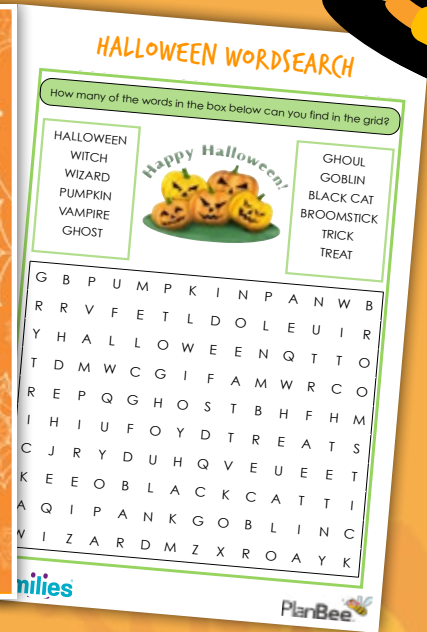 HALLOWEEN WORDSEARCH
How many of the words in the box below can you find in the grid?
HALLOWEEN
WITCH
WIZARD
PUMPKIN
VAMPIRE
GHOST
Happy Halloween!
GHOUL
GOBLIN
BLACK CAT
BROOMSTICK
TRICK
TREAT
G B P U M P K I N P A N W B
R R V F E T L D O L E U I R
Y H A L L O W E E N Q T T O
T D M W C G I F A M W R C O
R E P Q G H O S T B H F H M
I H I U F O Y D T R E A T S
C J R Y D U H Q V E U E E T
K E E O B L A C K C A T T I
A Q I P A N K G O B L I N C
W I Z A R D M Z X R O A Y K
milies
PlanBee